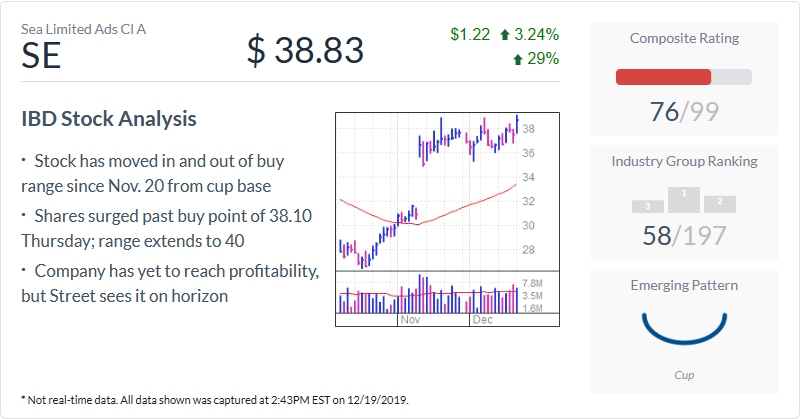 Sea Limited Ads Cl A
SE
$ 38.83
$1.22 3.24%
29%
IBD Stock Analysis
· Stock has moved in and out of buy
range since Nov. 20 from cup base
· Shares surged past buy point of 38.10
Thursday; range extends to 40
· Company has yet to reach profitability,
but Street sees it on horizon
38
36
34
32
30
28
7.8M
3.5M
1.6M
Nov
Dec
Composite Rating
76/99
Industry Group Ranking
3
1
2
58/197
Emerging Pattern
Cup
* Not real-time data. All data shown was captured at 2:43PM EST on 12/19/2019.